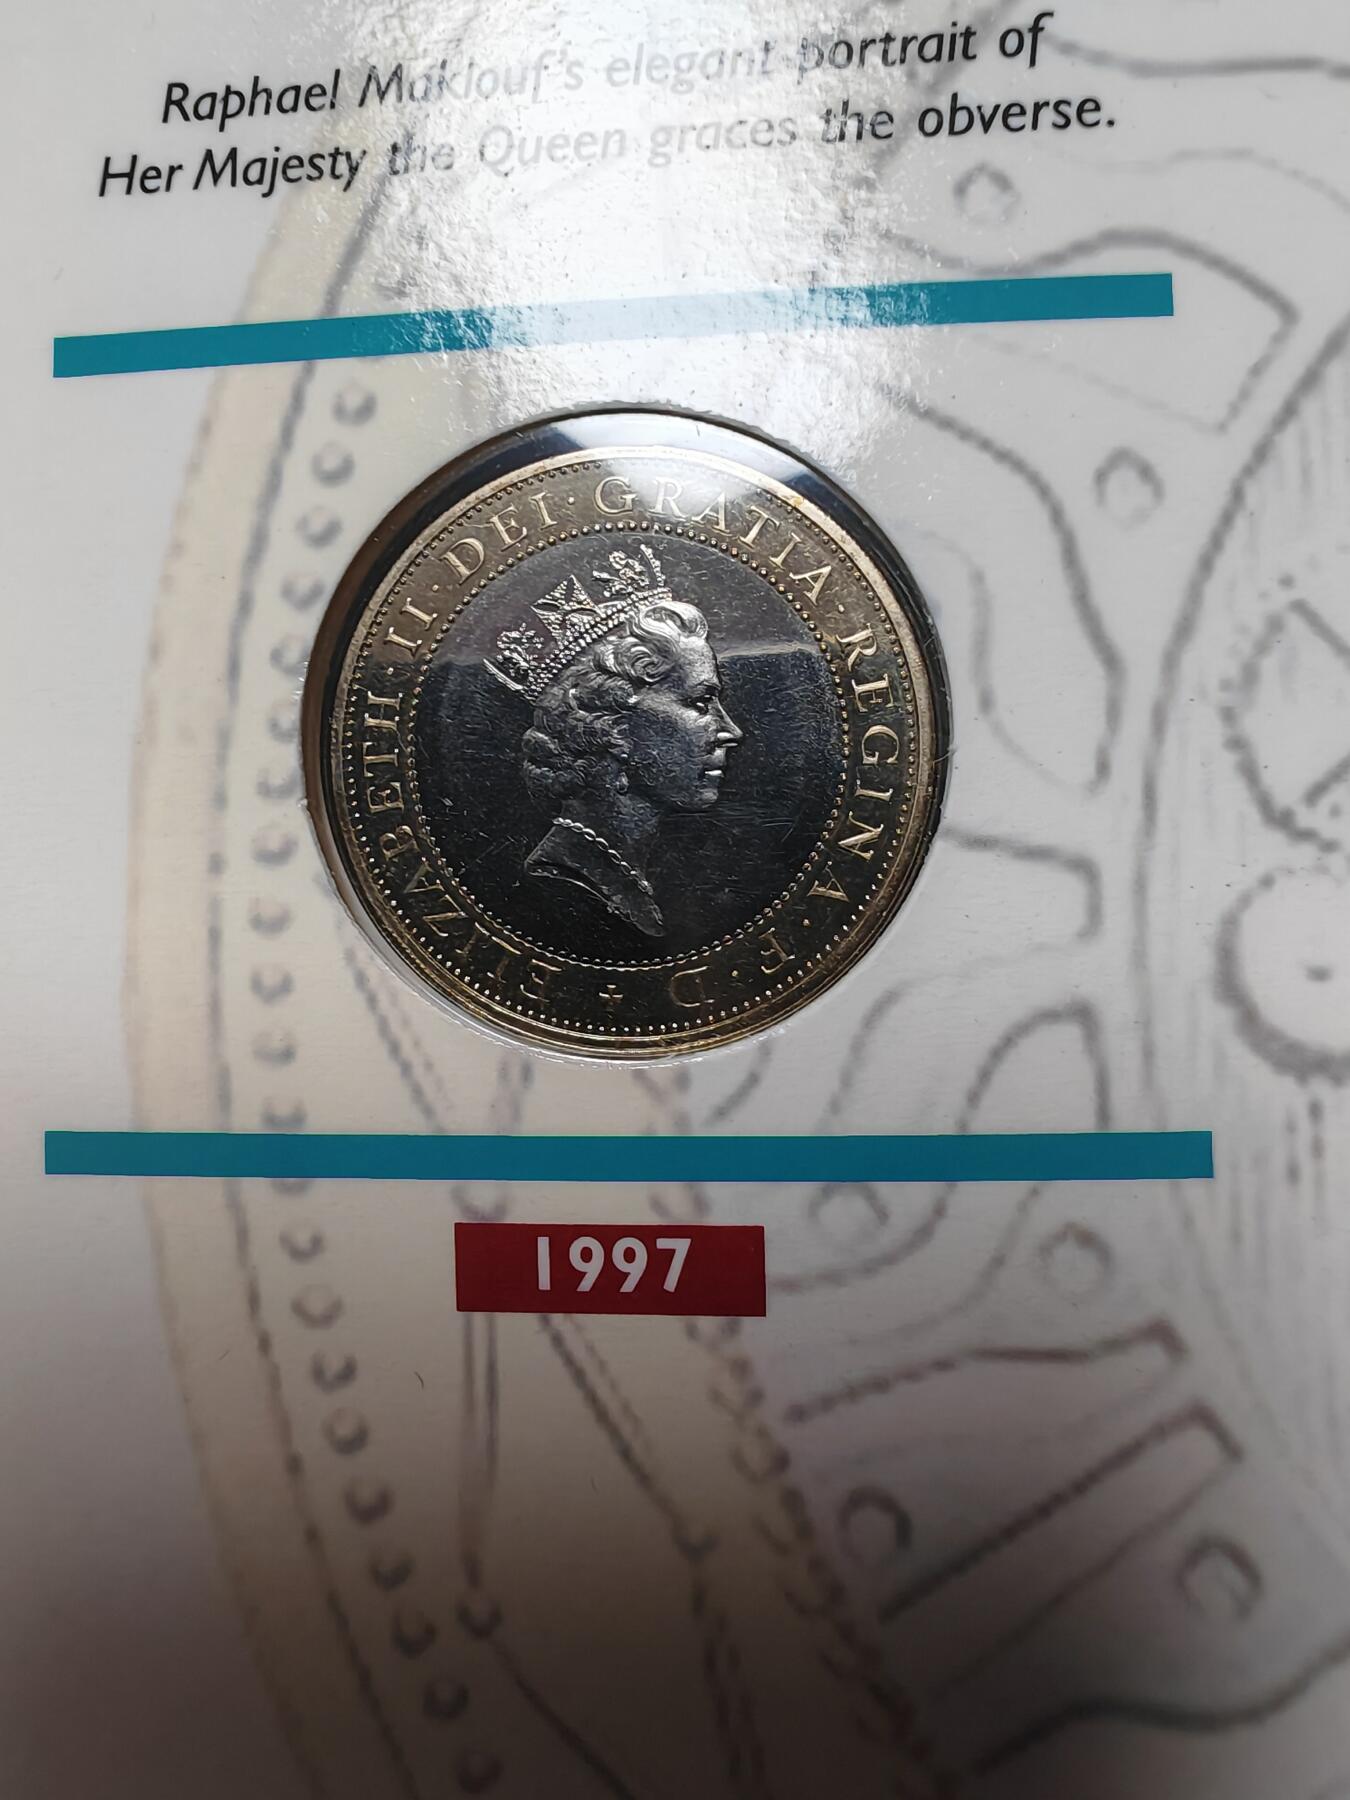 Raphael Maklouf's elegant portrait of
Her Majesty the Queen graces the obverse.
ELIZABETH · II · DEI · GRATIA · REGINA · F · D
1997